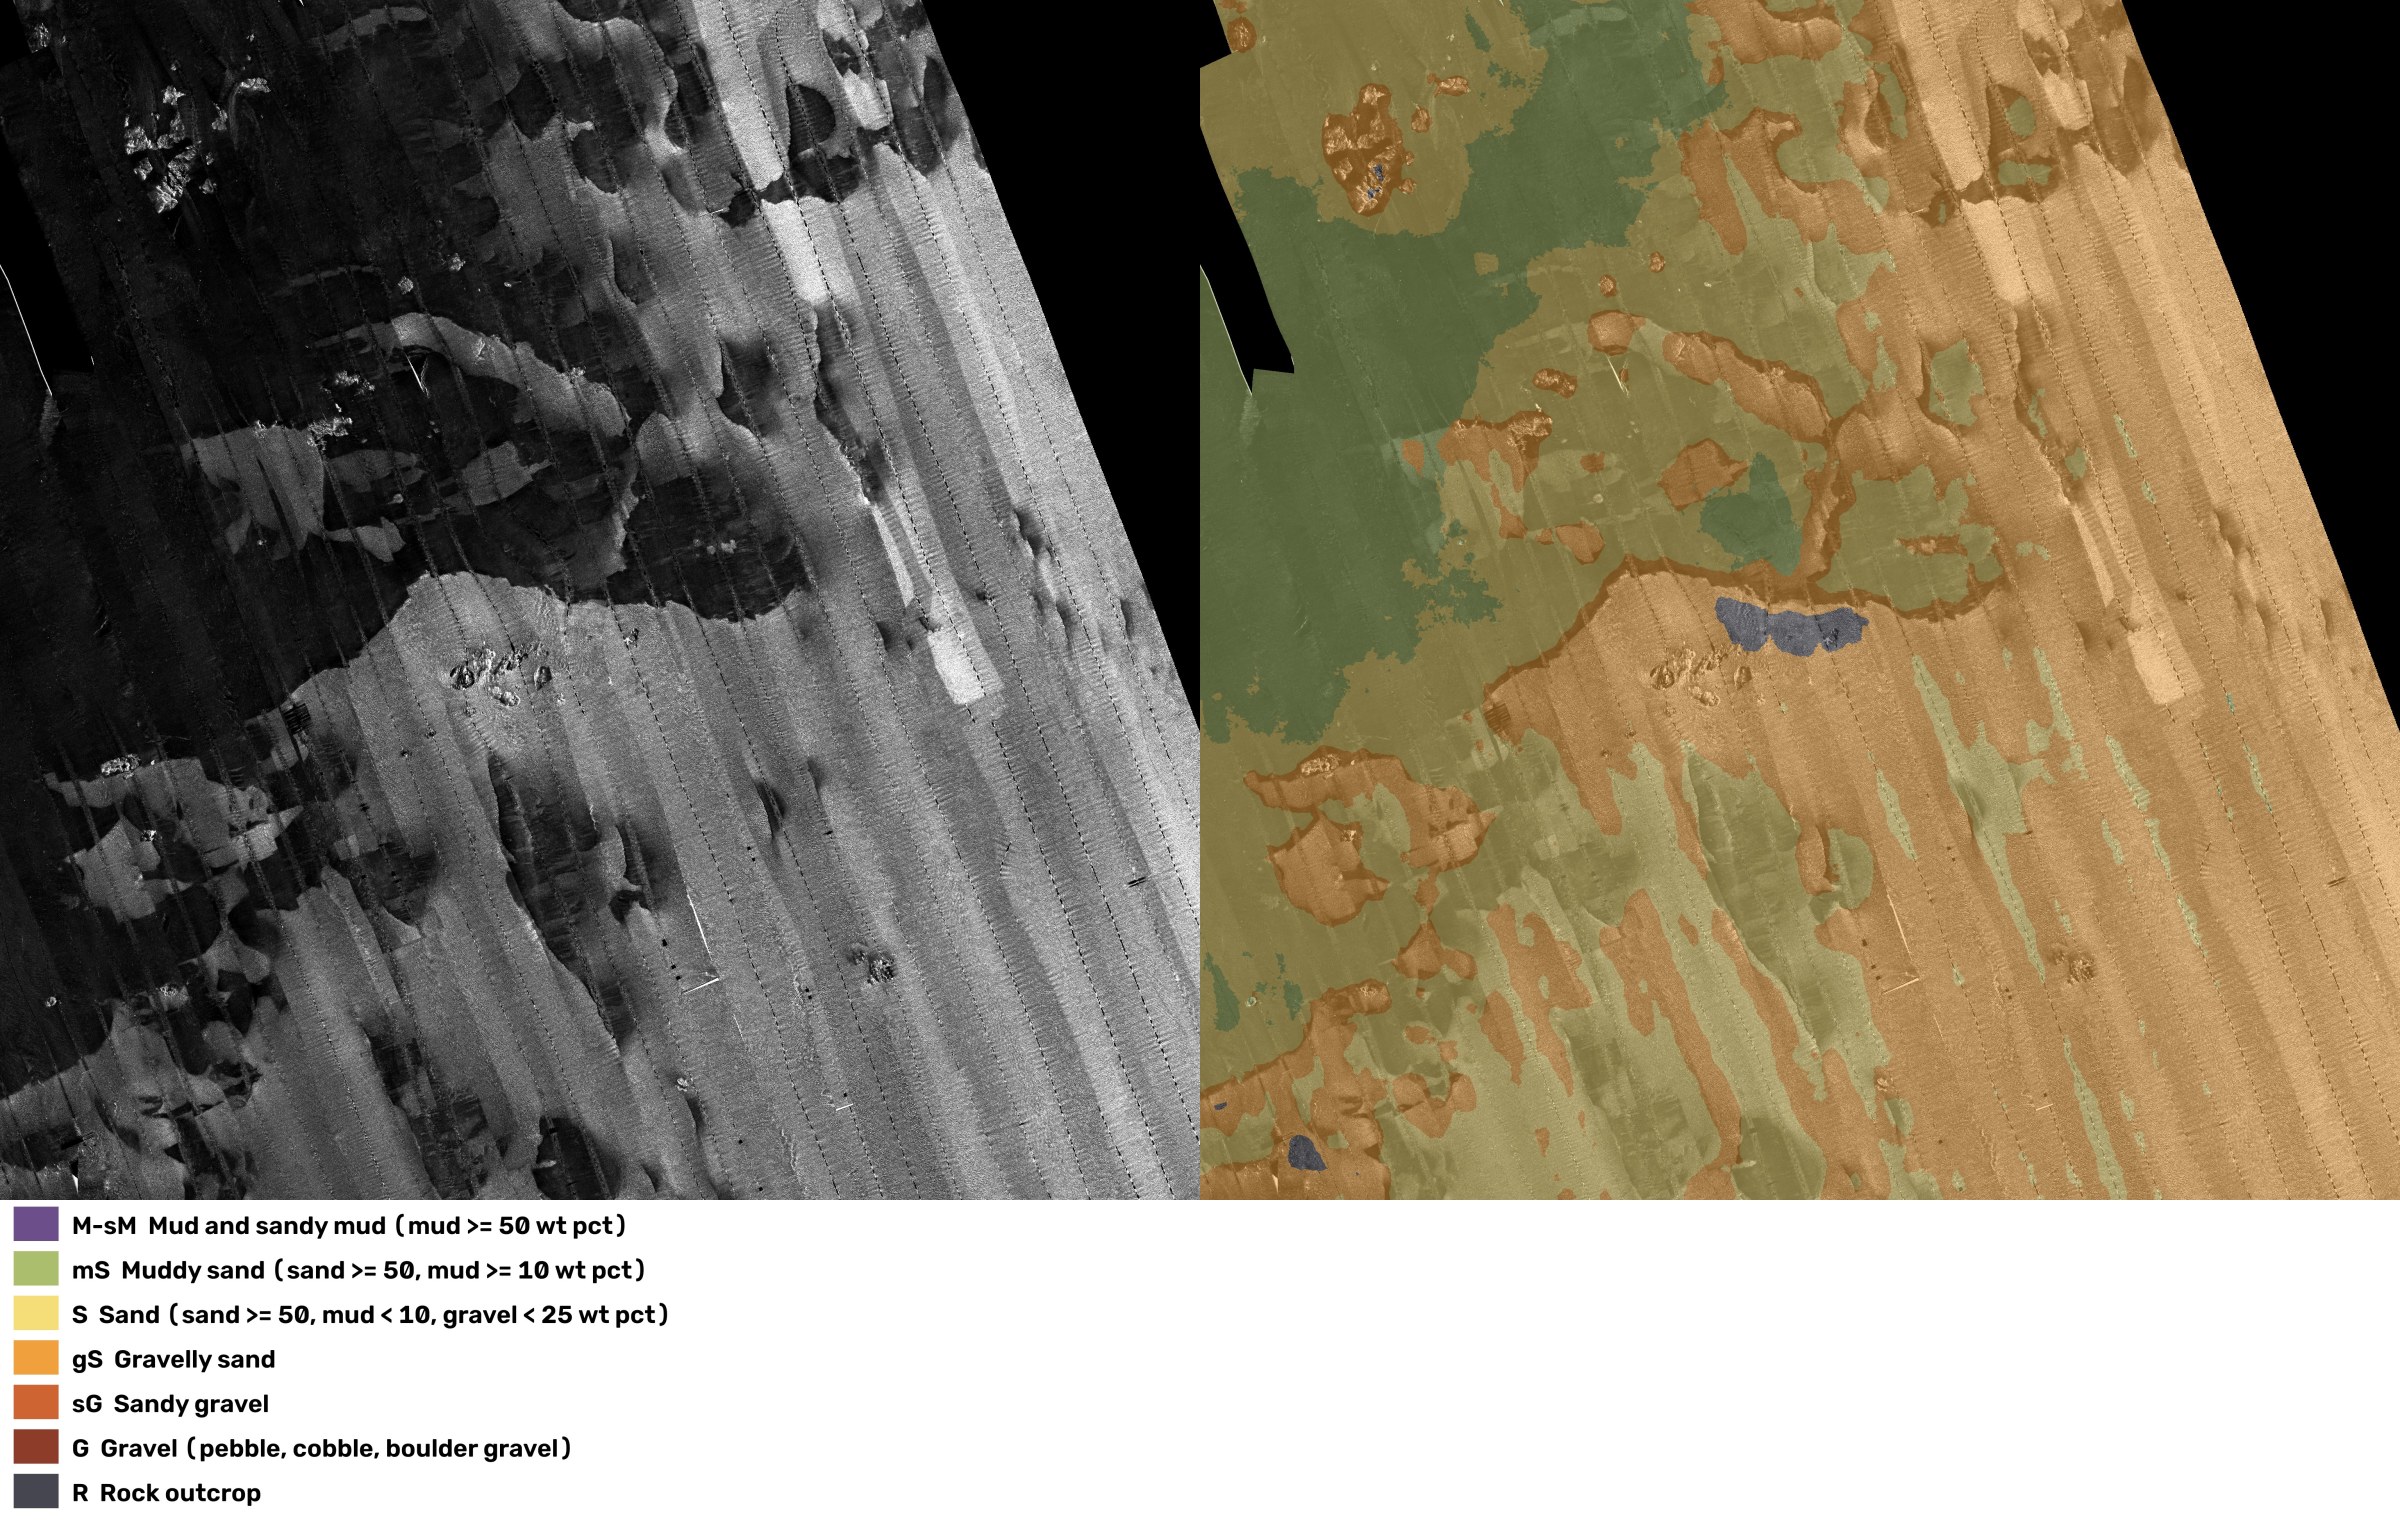 M-sM Mud and sandy mud (mud >= 50 wt pct)
mS Muddy sand (sand >= 50, mud >= 10 wt pct)
S Sand (sand >= 50, mud < 10, gravel < 25 wt pct)
gS Gravelly sand
sG Sandy gravel
G Gravel (pebble, cobble, boulder gravel)
R Rock outcrop